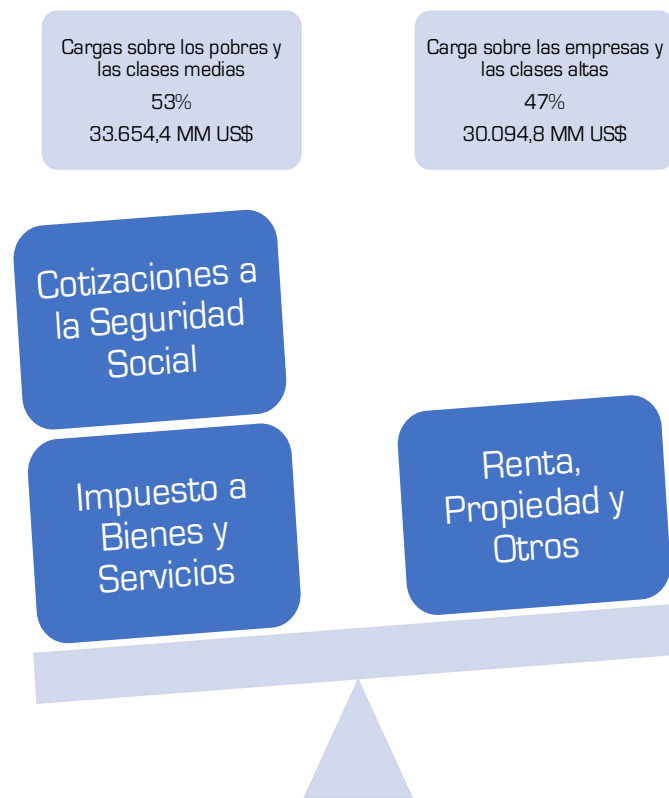 Cargas sobre los pobres y
las clases medias
53%
33.654,4 MM US$
Carga sobre las empresas y
las clases altas
47%
30.094,8 MM US$
Cotizaciones a
la Seguridad
Social
Impuesto a
Bienes y
Servicios
Renta,
Propiedad y
Otros